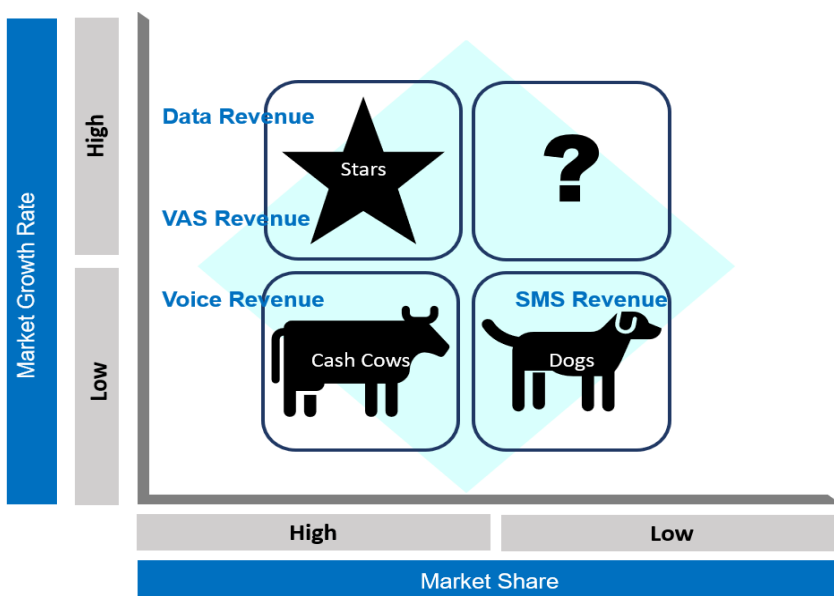 Market Growth Rate
High
Low
Data Revenue
Stars
?
VAS Revenue
Voice Revenue
SMS Revenue
Cash Cows
Dogs
High
Low
Market Share